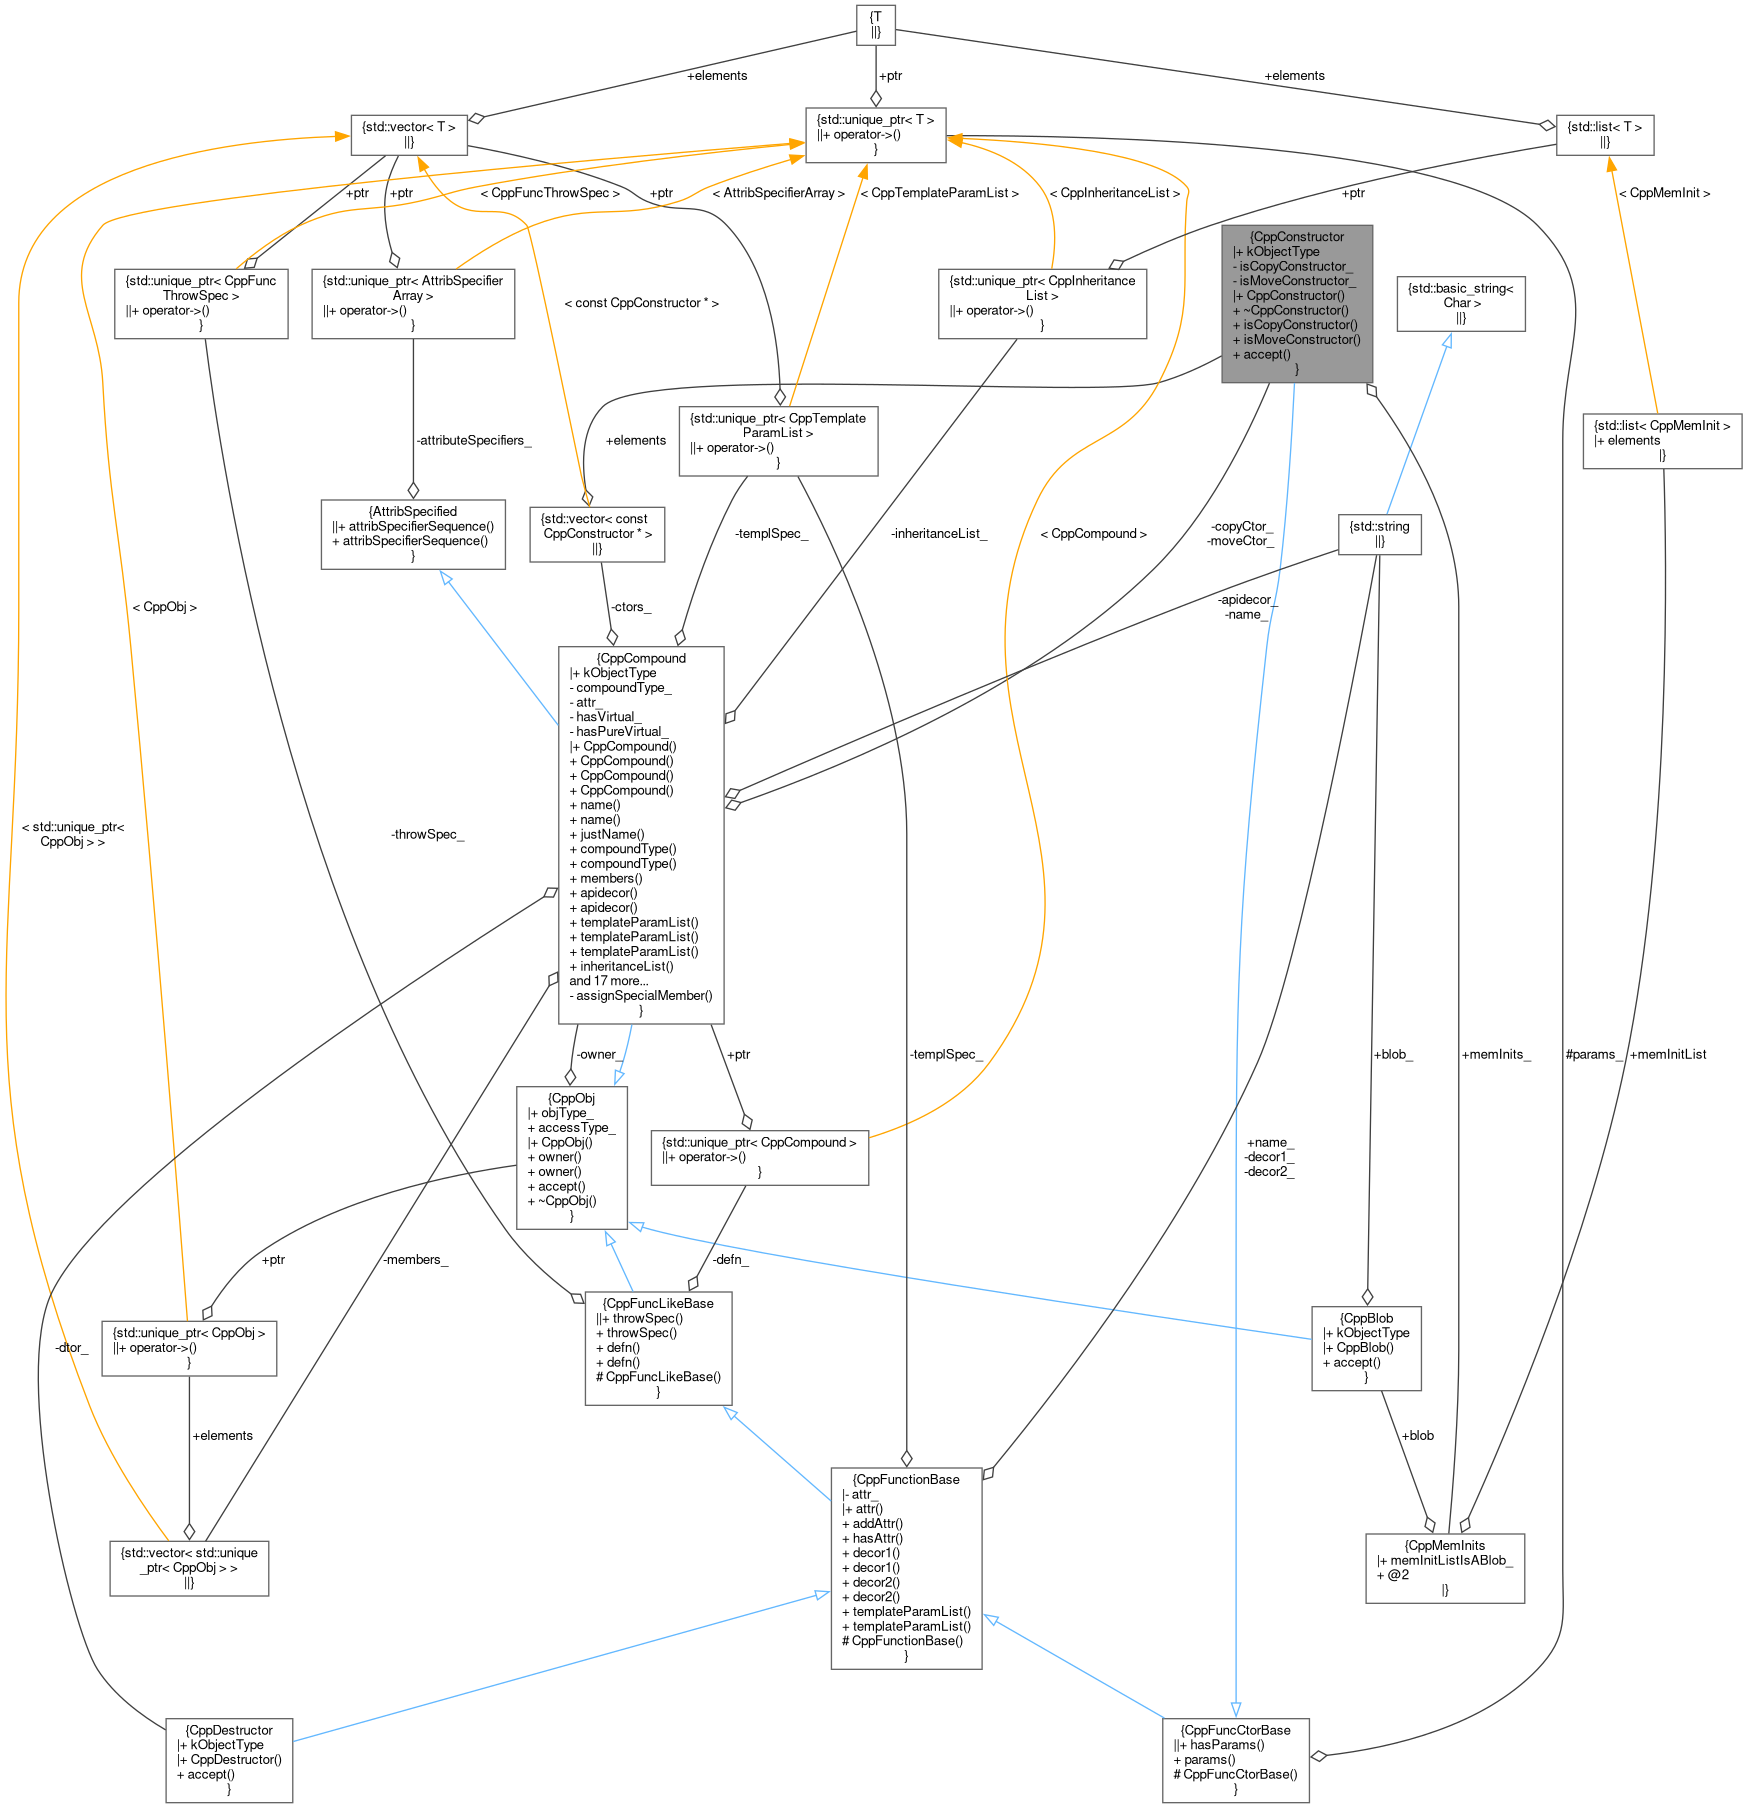 {T
||}
+elements
+ptr
+elements
{std::vector< T >
||}
{std::unique_ptr< T >
||+ operator->()
}
{std::list< T >
||}
+ptr
+ptr
< CppFuncThrowSpec >
+ptr
< AttribSpecifierArray >
< CppTemplateParamList >
< CppInheritanceList >
+ptr
< CppMemInit >
{CppConstructor
|+ kObjectType
- isCopyConstructor_
- isMoveConstructor_
|+ CppConstructor()
+ ~CppConstructor()
+ isCopyConstructor()
+ isMoveConstructor()
+ accept()
}
{std::unique_ptr< CppFunc
ThrowSpec >
||+ operator->()
}
{std::unique_ptr< AttribSpecifier
Array >
||+ operator->()
}
< const CppConstructor * >
{std::unique_ptr< CppInheritance
List >
||+ operator->()
}
{std::basic_string<
Char >
||}
{std::unique_ptr< CppTemplate
ParamList >
||+ operator->()
}
{std::list< CppMemInit >
|+ elements
|}
-attributeSpecifiers_
+elements
{AttribSpecified
||+ attribSpecifierSequence()
+ attribSpecifierSequence()
}
{std::vector< const
CppConstructor * >
||}
-templSpec_
-inheritanceList_
< CppCompound >
-copyCtor_
-moveCtor_
{std::string
||}
< CppObj >
-ctors_
-apidecor_
-name_
{CppCompound
|+ kObjectType
- compoundType_
- attr_
- hasVirtual_
- hasPureVirtual_
|+ CppCompound()
+ CppCompound()
+ CppCompound()
+ CppCompound()
+ name()
+ name()
+ justName()
+ compoundType()
+ compoundType()
+ members()
+ apidecor()
+ apidecor()
+ templateParamList()
+ templateParamList()
+ templateParamList()
+ inheritanceList()
and 17 more...
- assignSpecialMember()
}
< std::unique_ptr<
CppObj > >
-throwSpec_
-owner_
+ptr
-templSpec_
+blob_
+memInits_
#params_
+memInitList
{CppObj
|+ objType_
+ accessType_
|+ CppObj()
+ owner()
+ owner()
+ accept()
+ ~CppObj()
}
{std::unique_ptr< CppCompound >
||+ operator->()
}
+name_
-decor1_
-decor2_
+ptr
-members_
-defn_
{CppFuncLikeBase
||+ throwSpec()
+ throwSpec()
+ defn()
+ defn()
# CppFuncLikeBase()
}
{CppBlob
|+ kObjectType
|+ CppBlob()
+ accept()
}
{std::unique_ptr< CppObj >
||+ operator->()
}
-dtor_
+elements
+blob
{CppFunctionBase
|- attr_
|+ attr()
+ addAttr()
+ hasAttr()
+ decor1()
+ decor1()
+ decor2()
+ decor2()
+ templateParamList()
+ templateParamList()
# CppFunctionBase()
}
{std::vector< std::unique
_ptr< CppObj > >
||}
{CppMemInits
|+ memInitListIsABlob_
+ @2
|}
{CppDestructor
|+ kObjectType
|+ CppDestructor()
+ accept()
}
{CppFuncCtorBase
||+ hasParams()
+ params()
# CppFuncCtorBase()
}